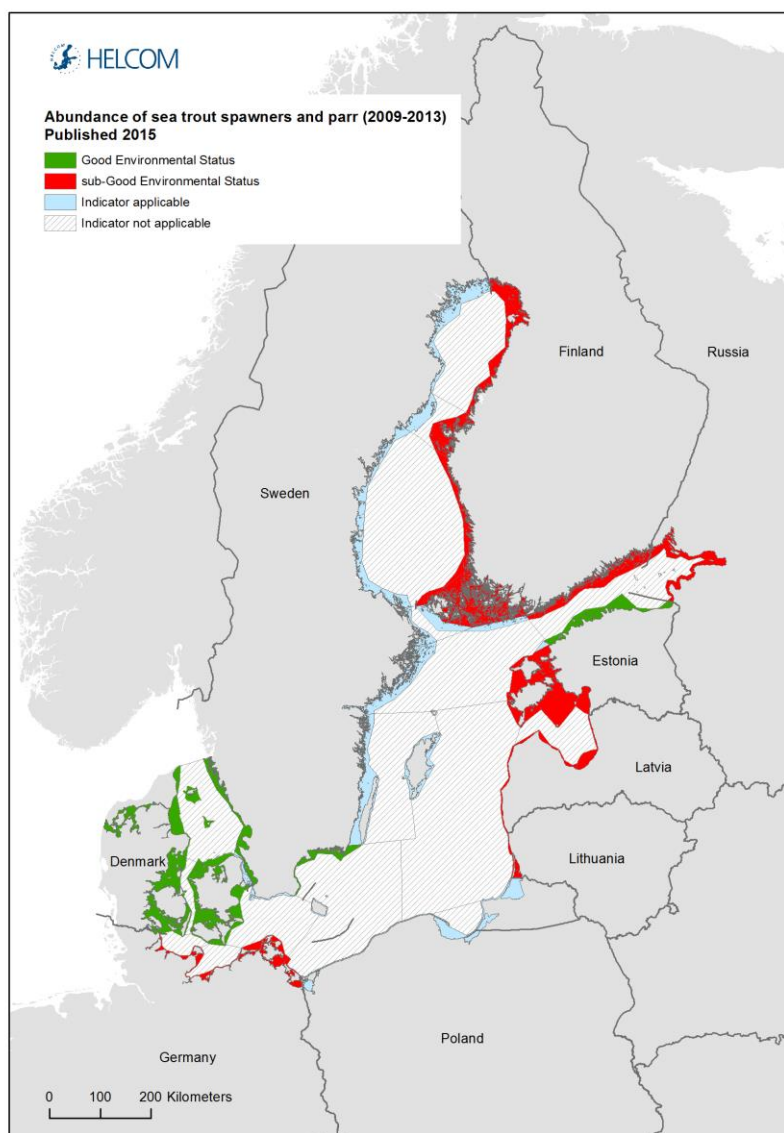 HELCOM
Abundance of sea trout spawners and parr (2009-2013)
Published 2015
Good Environmental Status
sub-Good Environmental Status
Indicator applicable
Indicator not applicable
Finland
Russia
Sweden
Estonia
Latvia
Denmark
Lithuania
Poland
Germany
0 100 200 Kilometers